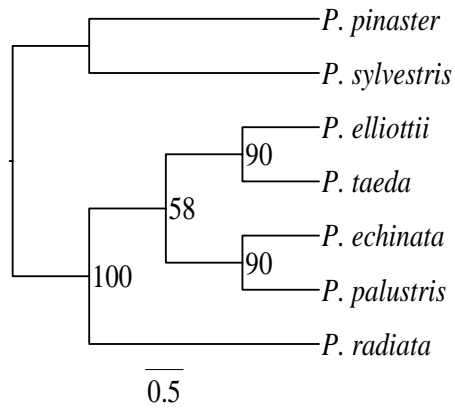 P. pinaster
P. sylvestris
P. elliottii
90
P. taeda
58
P. echinata
100
90
P. palustris
P. radiata
0.5